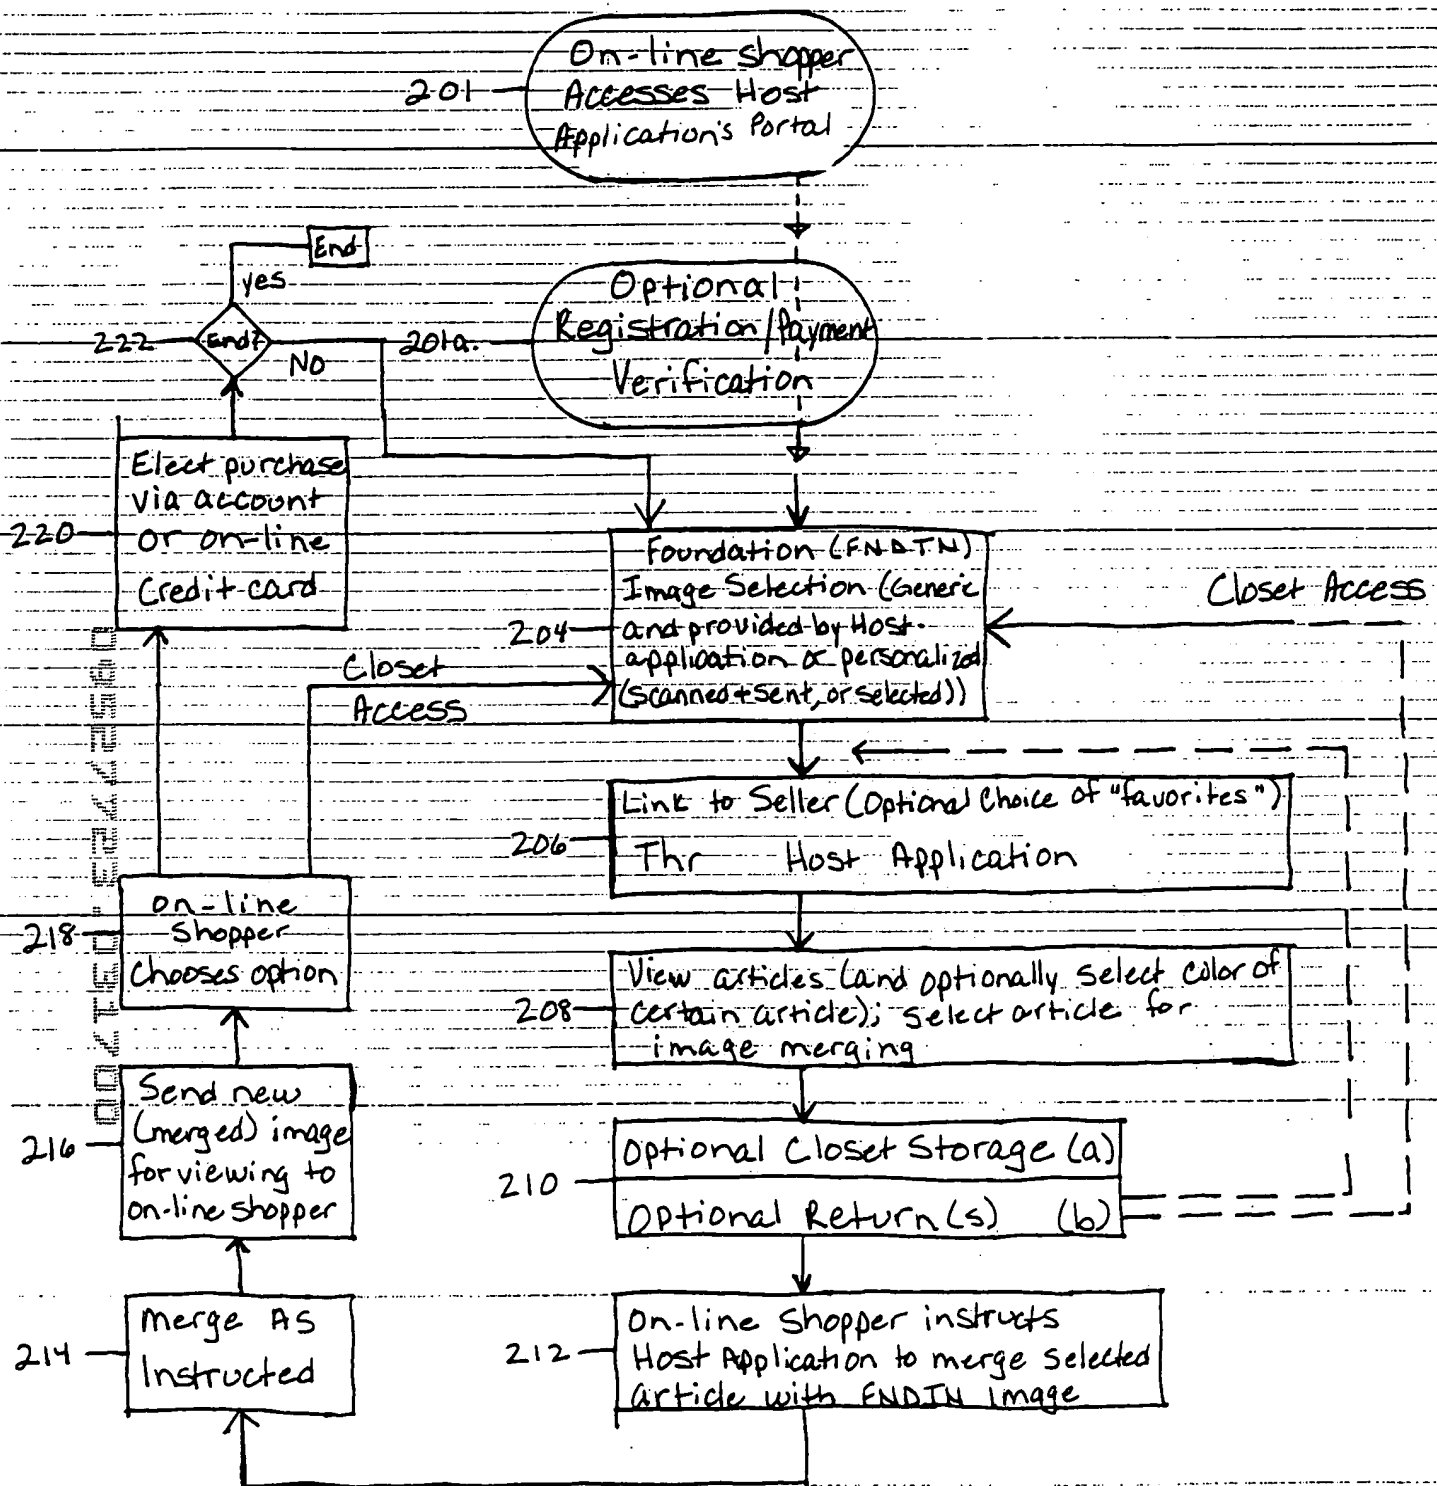 On-line Shopper
Accesses Host
Application's Portal
201
End
yes
End?
222
No
Optional
Registration/Payment
Verification
201a.
Elect purchase
via account
or on-line
Credit card
220
Foundation (FNDTN)
Image Selection (Generic
and provided by Host
application or personalized
(scanned + sent, or selected))
204
Closet Access
Closet
Access
Link to Seller (Optional Choice of "favorites")
Thr Host Application
206
on-line
Shopper
Chooses option
218
View articles (and optionally select color of
certain article); select article for
image merging
208
Send new
(merged) image
for viewing to
on-line shopper
216
Optional Closet Storage (a)
Optional Return(s) (b)
210
Merge As
Instructed
214
On-line Shopper instructs
Host Application to merge selected
article with FNDTN Image
212